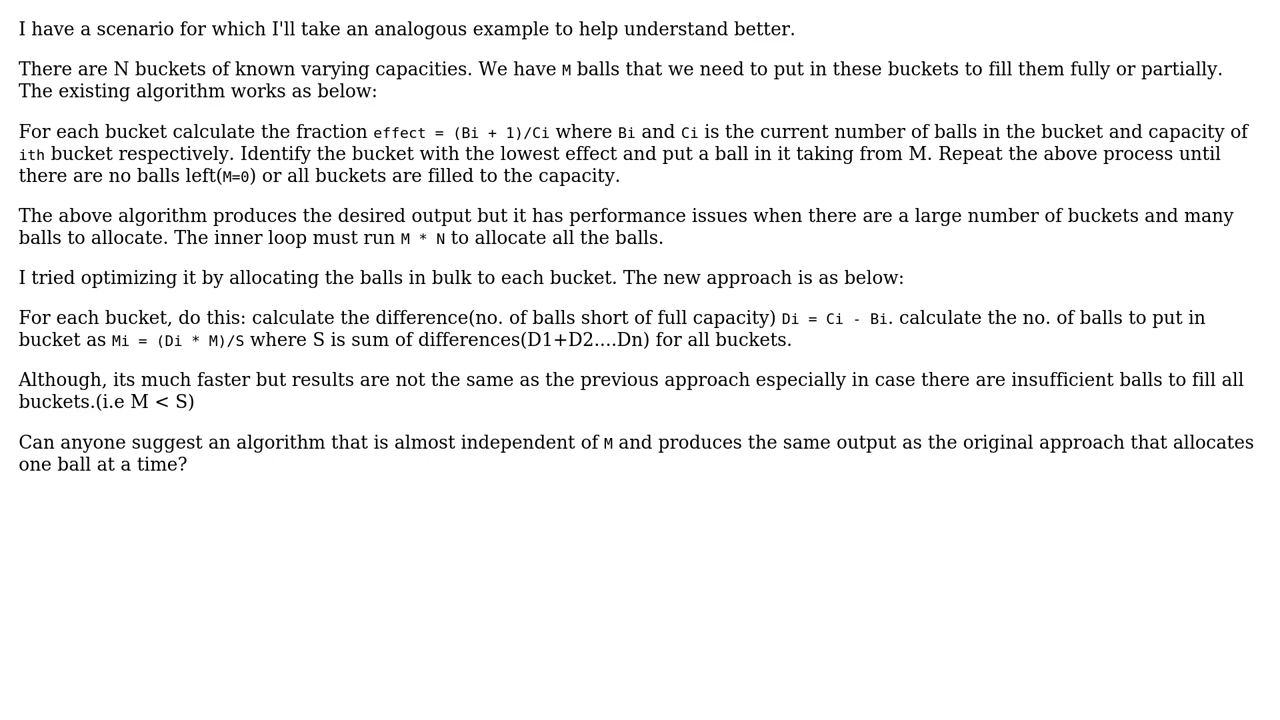 I have a scenario for which I'll take an analogous example to help understand better.
There are N buckets of known varying capacities. We have M balls that we need to put in these buckets to fill them fully or partially.
The existing algorithm works as below:
For each bucket calculate the fraction effect = (Bi + 1)/Ci where Bi and Ci is the current number of balls in the bucket and capacity of
ith bucket respectively. Identify the bucket with the lowest effect and put a ball in it taking from M. Repeat the above process until
there are no balls left(M=0) or all buckets are filled to the capacity.
The above algorithm produces the desired output but it has performance issues when there are a large number of buckets and many
balls to allocate. The inner loop must run M * N to allocate all the balls.
I tried optimizing it by allocating the balls in bulk to each bucket. The new approach is as below:
For each bucket, do this: calculate the difference(no. of balls short of full capacity) Di = Ci - Bi. calculate the no. of balls to put in
bucket as Mi = (Di * M)/S where S is sum of differences(D1+D2....Dn) for all buckets.
Although, its much faster but results are not the same as the previous approach especially in case there are insufficient balls to fill all
buckets.(i.e M < S)
Can anyone suggest an algorithm that is almost independent of M and produces the same output as the original approach that allocates
one ball at a time?